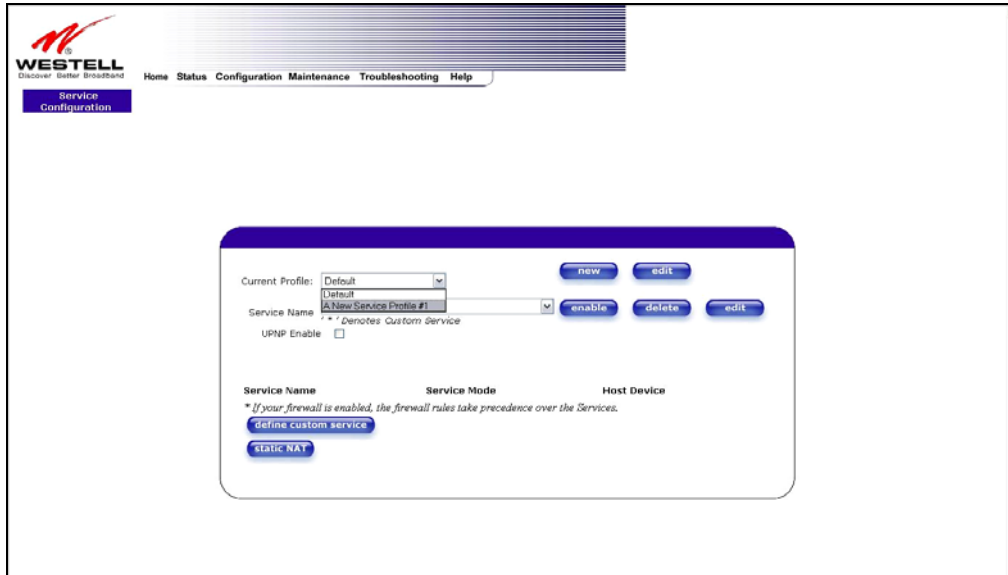 WESTELL
Discover Better Broadband
Home Status Configuration Maintenance Troubleshooting Help
Service
Configuration
new edit
Current Profile: Default
Default
A New Service Profile #1
Service Name enable delete edit
' * ' Denotes Custom Service
UPNP Enable
Service Name Service Mode Host Device
* If your firewall is enabled, the firewall rules take precedence over the Services.
define custom service
static NAT